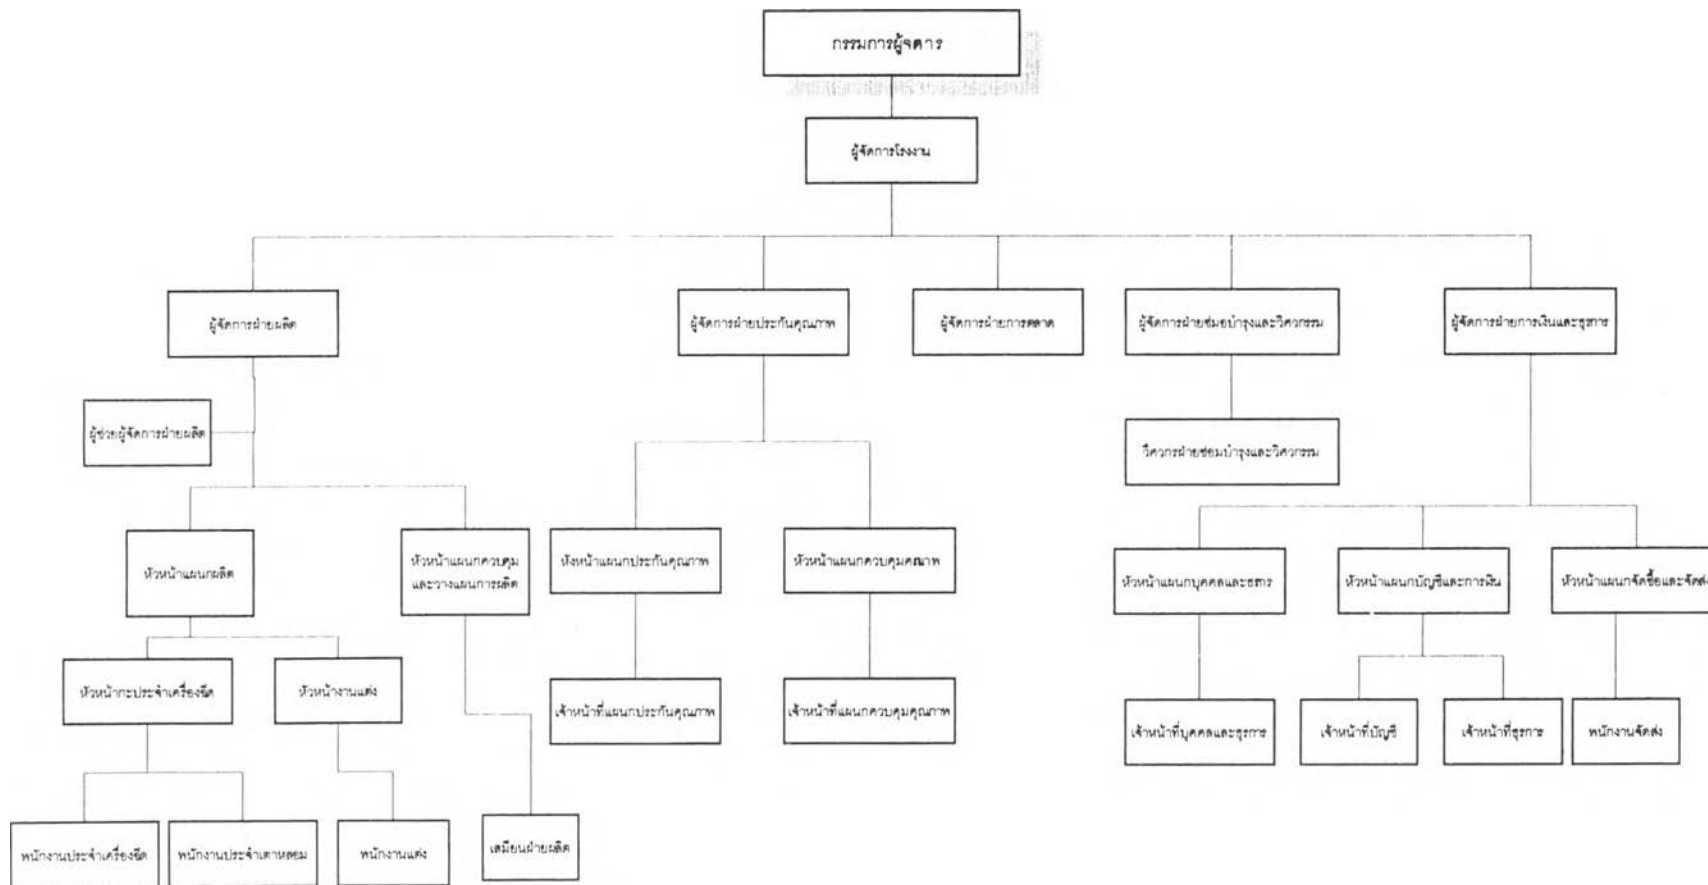 กรรมการผู้จดาร
ผู้จัดการโรงงาน
ผู้จัดการฝ่ายผลิต
ผู้จัดการฝ่ายประกันคุณภาพ
ผู้จัดการฝ่ายการตลาด
ผู้จัดการฝ่ายซ่มอบำรุงและวิศวกรรม
ผู้จัดการฝ่ายการเงินและธุรการ
ผู้ช่วยผู้จัดการฝ่ายผลิต
วิศวกรฝ่ายซ่อมบำรุงและวิศวกรรม
หัวหน้าแผนกผลิต
หัวหน้าแผนกควบคุม
และวางแผนการผลิต
หังหน้าแผนกประกันคุณภาพ
หัวหน้าแผนกควบคุมคณาพ
หัวหน้าแผนกบุคคลและธสาร
หัวหน้าแผนกบัญชีและการเงิน
หัวหน้าแผนกจัดซื้อและจัดส่ง
หัวหน้ากะประจำเครื่องฉีด
หัวหน้างานแต่ง
เจ้าหน้าที่แผนกประกันคุณภาพ
เจ้าหน้าที่แผนกควบคุมคุณภาพ
เจ้าหน้าที่บุคคลและธุรการ
เจ้าหน้าที่บัญชี
เจ้าหน้าที่ธุรการ
พนักงานจัดส่ง
พนักงานประจำเครื่องฉีด
พนักงานประจำเตาหลอม
พนักงานแต่ง
เสมียนฝ่ายผลิต